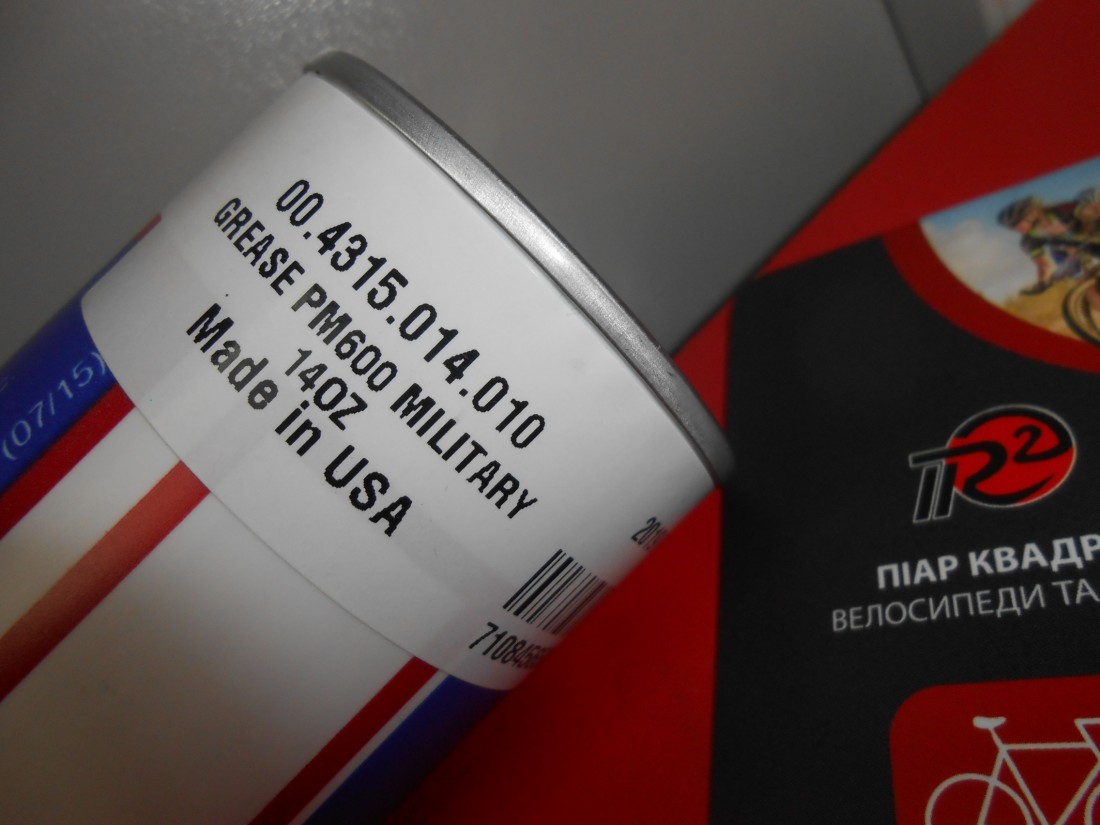 00.4315.014.010
GREASE PM600 MILITARY
14OZ
Made in USA
(07/15)
ПІАР КВАДР
ВЕЛОСИПЕДИ ТА